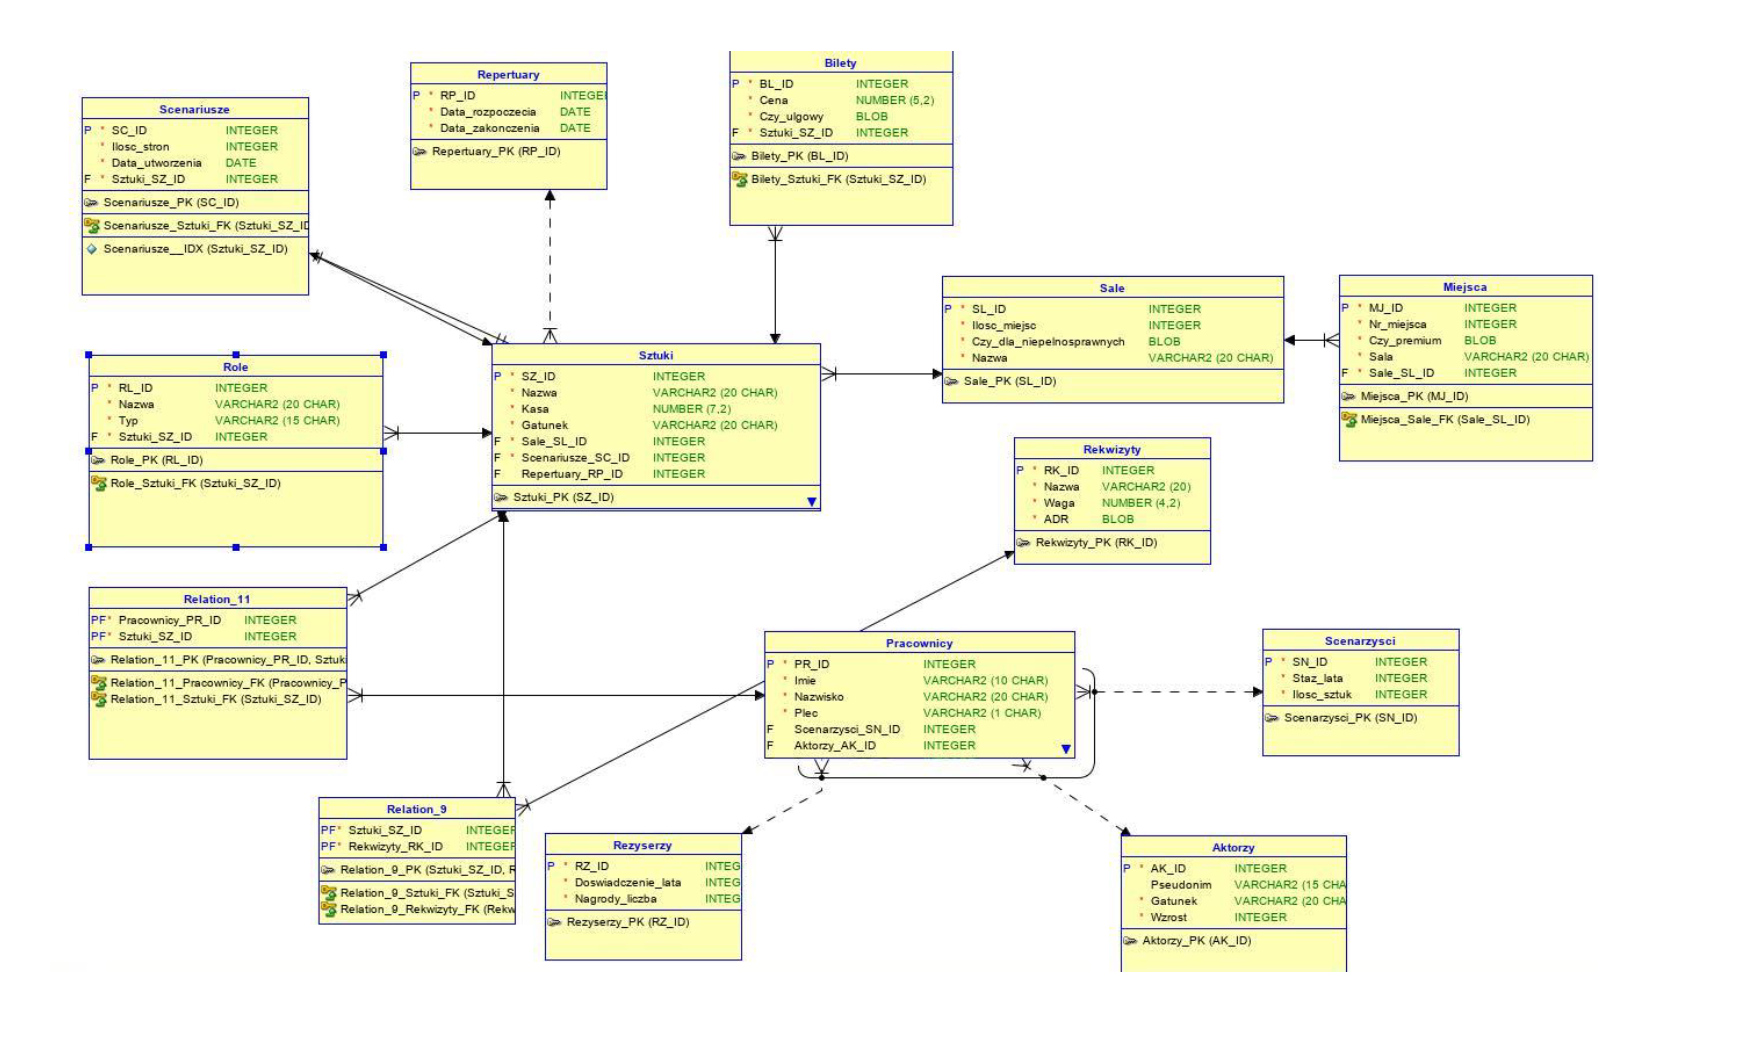 Scenariusze
P * SC_ID INTEGER
* Ilosc_stron INTEGER
* Data_utworzenia DATE
F * Sztuki_SZ_ID INTEGER
Scenariusze_PK (SC_ID)
Scenariusze_Sztuki_FK (Sztuki_SZ_ID
Scenariusze__IDX (Sztuki_SZ_ID)
Repertuary
P * RP_ID INTEGE
* Data_rozpoczecia DATE
* Data_zakonczenia DATE
Repertuary_PK (RP_ID)
Bilety
P * BL_ID INTEGER
* Cena NUMBER (5,2)
* Czy_ulgowy BLOB
F * Sztuki_SZ_ID INTEGER
Bilety_PK (BL_ID)
Bilety_Sztuki_FK (Sztuki_SZ_ID)
Sale
P * SL_ID INTEGER
* Ilosc_miejsc INTEGER
* Czy_dla_niepelnosprawnych BLOB
* Nazwa VARCHAR2 (20 CHAR)
Sale_PK (SL_ID)
Miejsca
P * MJ_ID INTEGER
* Nr_miejsca INTEGER
* Czy_premium BLOB
* Sala VARCHAR2 (20 CHAR)
F * Sale_SL_ID INTEGER
Miejsca_PK (MJ_ID)
Miejsca_Sale_FK (Sale_SL_ID)
Role
P * RL_ID INTEGER
* Nazwa VARCHAR2 (20 CHAR)
* Typ VARCHAR2 (15 CHAR)
F * Sztuki_SZ_ID INTEGER
Role_PK (RL_ID)
Role_Sztuki_FK (Sztuki_SZ_ID)
Sztuki
P * SZ_ID INTEGER
* Nazwa VARCHAR2 (20 CHAR)
* Kasa NUMBER (7,2)
* Gatunek VARCHAR2 (20 CHAR)
F * Sale_SL_ID INTEGER
F * Scenariusze_SC_ID INTEGER
F Repertuary_RP_ID INTEGER
Sztuki_PK (SZ_ID)
Rekwizyty
P * RK_ID INTEGER
* Nazwa VARCHAR2 (20)
* Waga NUMBER (4,2)
* ADR BLOB
Rekwizyty_PK (RK_ID)
Relation_11
PF* Pracownicy_PR_ID INTEGER
PF* Sztuki_SZ_ID INTEGER
Relation_11_PK (Pracownicy_PR_ID, Sztuki
Relation_11_Pracownicy_FK (Pracownicy_P
Relation_11_Sztuki_FK (Sztuki_SZ_ID)
Pracownicy
P * PR_ID INTEGER
* Imie VARCHAR2 (10 CHAR)
* Nazwisko VARCHAR2 (20 CHAR)
* Plec VARCHAR2 (1 CHAR)
F Scenarzysci_SN_ID INTEGER
F Aktorzy_AK_ID INTEGER
Scenarzysci
P * SN_ID INTEGER
* Staz_lata INTEGER
* Ilosc_sztuk INTEGER
Scenarzysci_PK (SN_ID)
Relation_9
PF* Sztuki_SZ_ID INTEGER
PF* Rekwizyty_RK_ID INTEGER
Relation_9_PK (Sztuki_SZ_ID, R
Relation_9_Sztuki_FK (Sztuki_S
Relation_9_Rekwizyty_FK (Rekw
Rezyserzy
P * RZ_ID INTEG
* Doswiadczenie_lata INTEG
* Nagrody_liczba INTEG
Rezyserzy_PK (RZ_ID)
Aktorzy
P * AK_ID INTEGER
Pseudonim VARCHAR2 (15 CHA
* Gatunek VARCHAR2 (20 CHA
* Wzrost INTEGER
Aktorzy_PK (AK_ID)